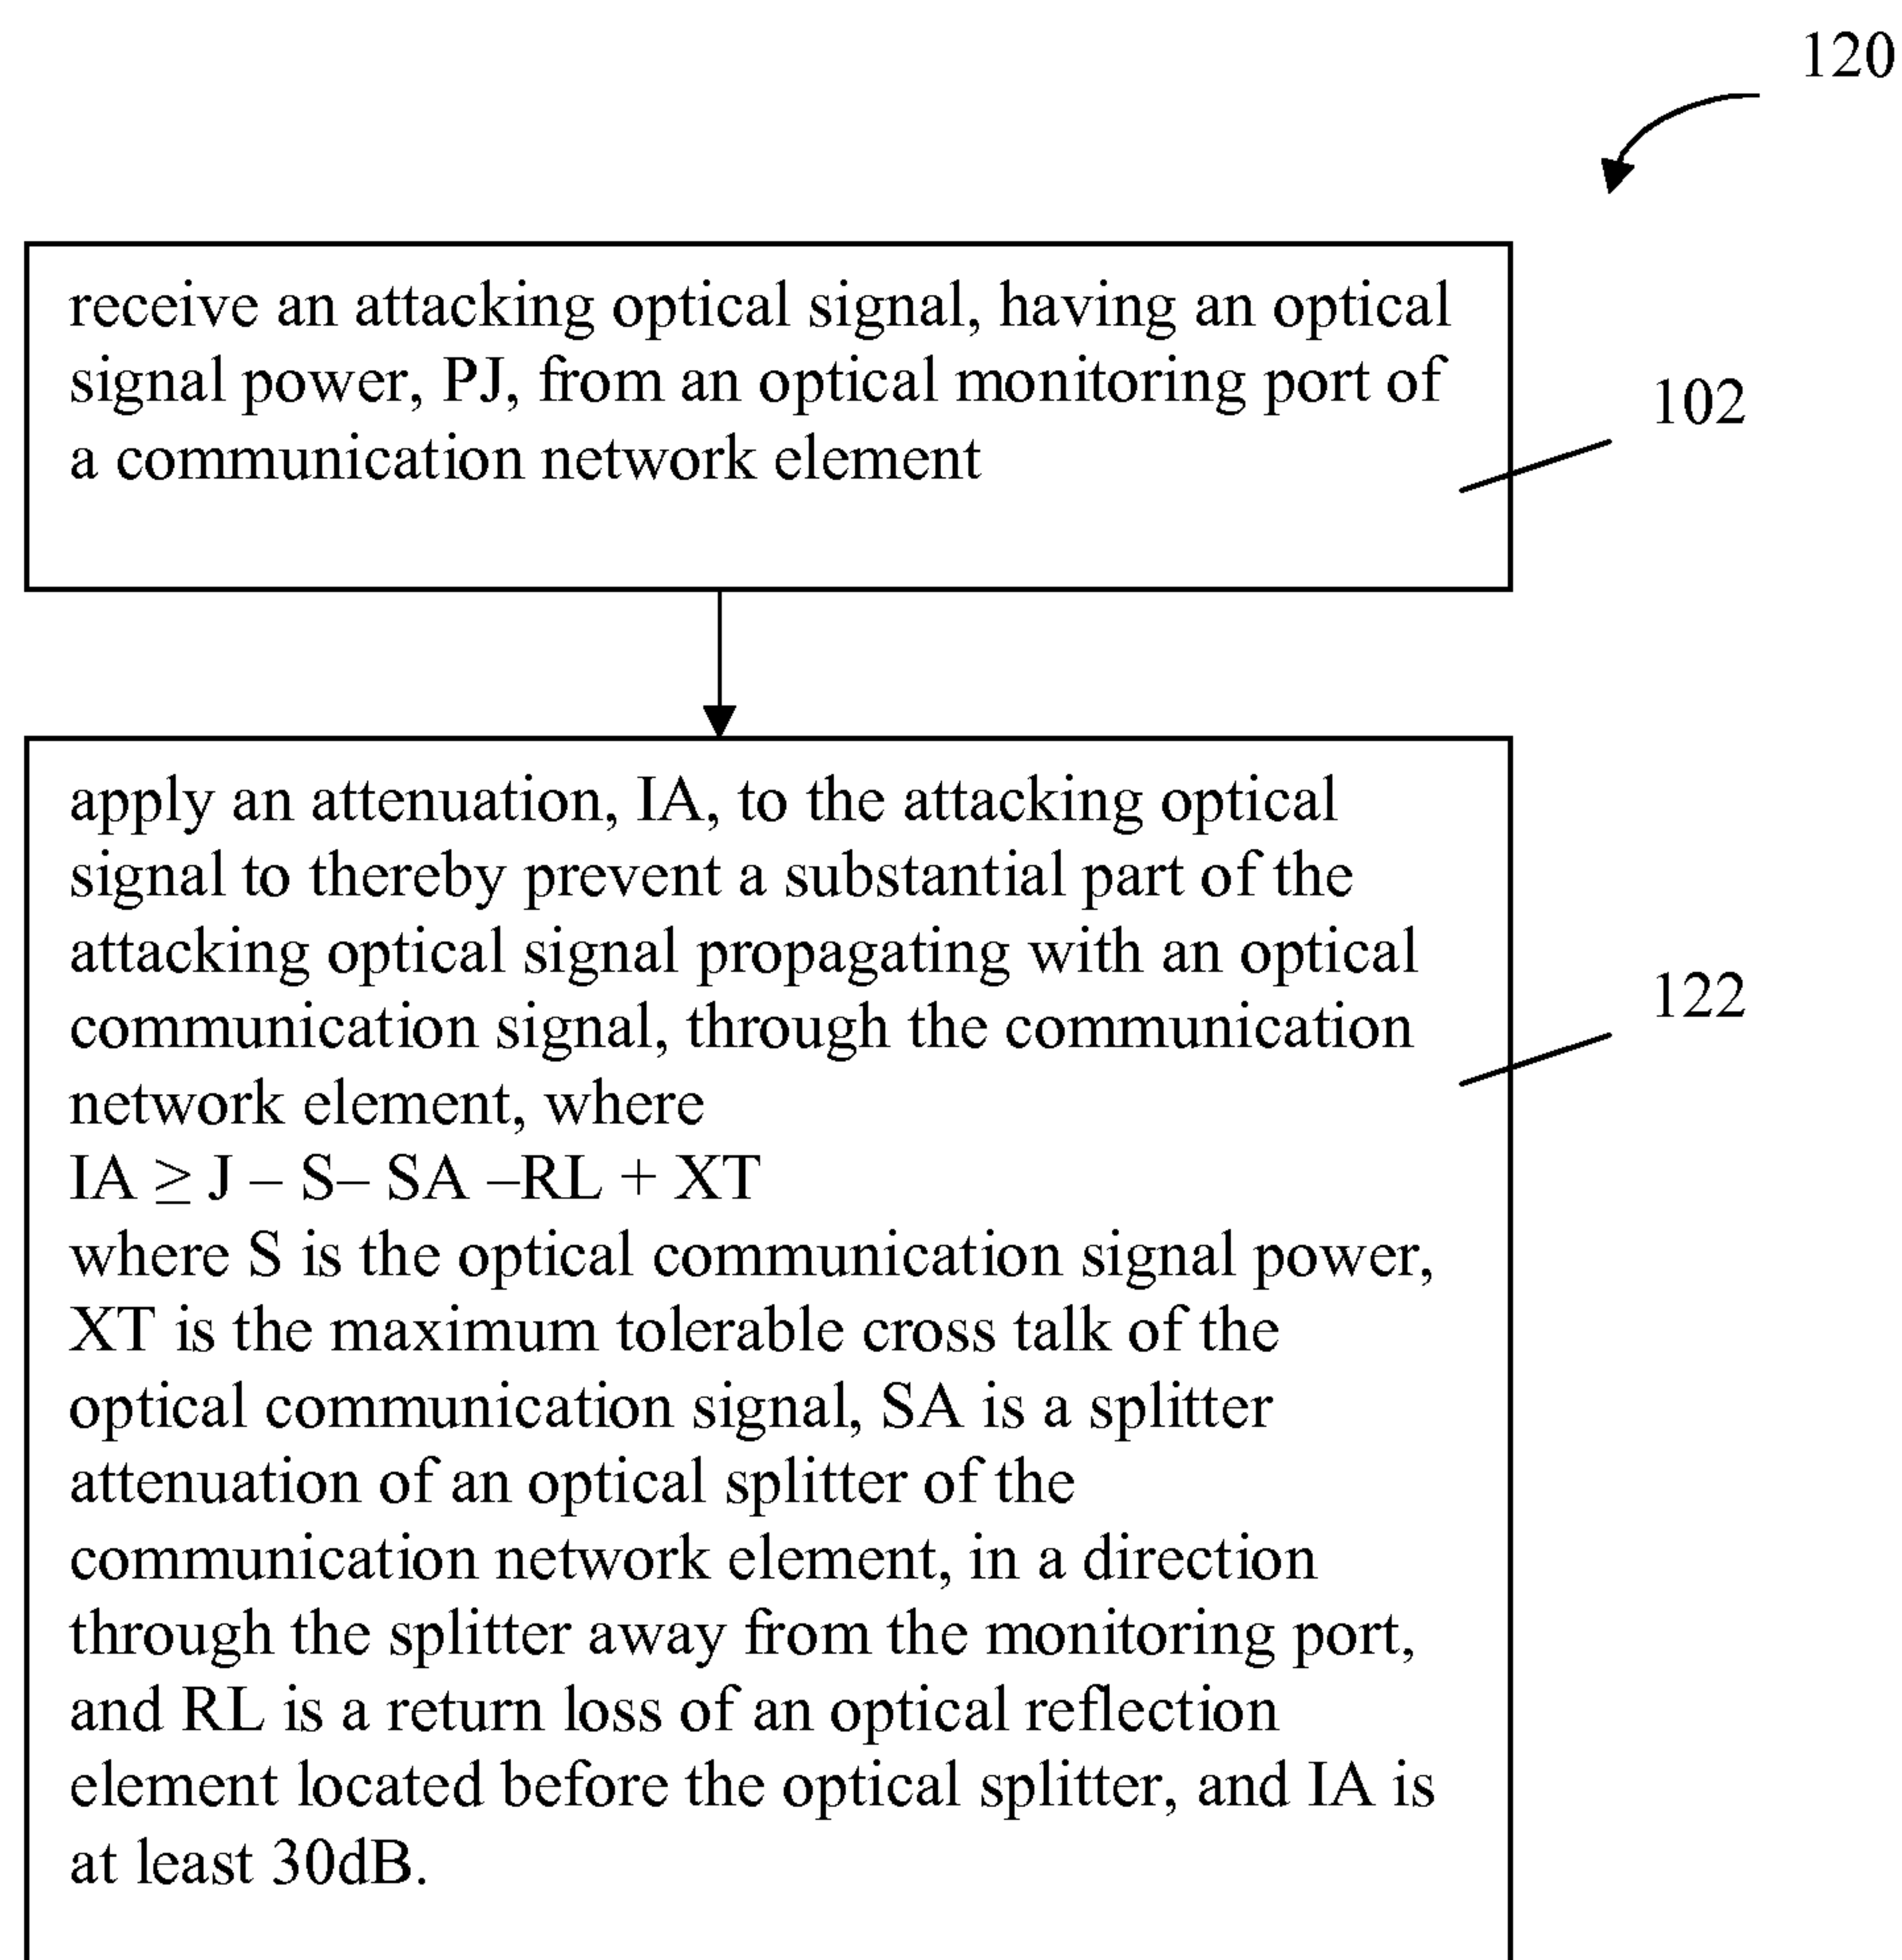 120
receive an attacking optical signal, having an optical
signal power, PJ, from an optical monitoring port of
a communication network element
102
apply an attenuation, IA, to the attacking optical
signal to thereby prevent a substantial part of the
attacking optical signal propagating with an optical
communication signal, through the communication
network element, where
IA ≥ J – S– SA –RL + XT
where S is the optical communication signal power,
XT is the maximum tolerable cross talk of the
optical communication signal, SA is a splitter
attenuation of an optical splitter of the
communication network element, in a direction
through the splitter away from the monitoring port,
and RL is a return loss of an optical reflection
element located before the optical splitter, and IA is
at least 30dB.
122